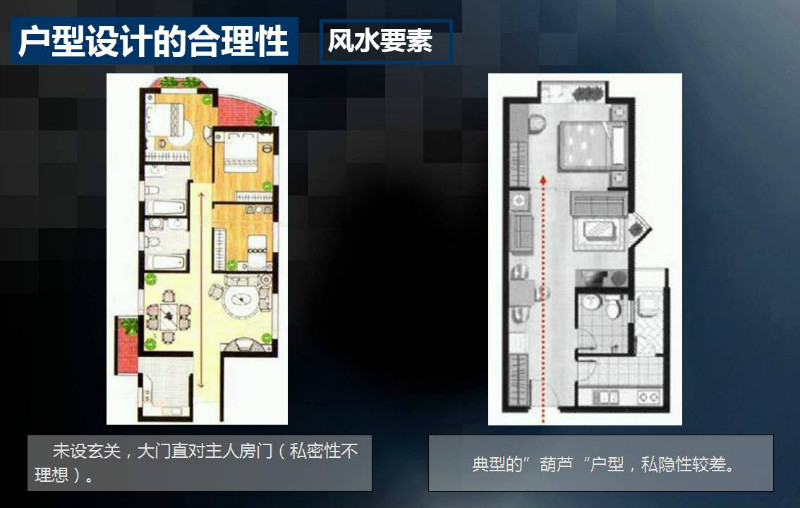 户型设计的合理性
风水要素
未设玄关，大门直对主人房门（私密性不
理想）。
典型的”葫芦“户型，私隐性较差。